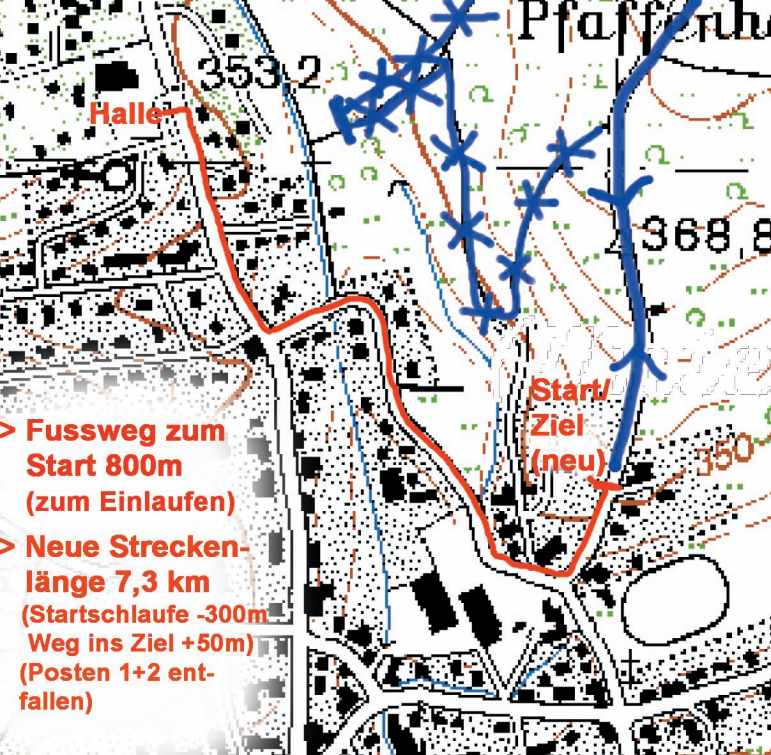 Pfaffenh
353,2
Halle
368,8
Start/
Ziel
(neu)
350
> Fussweg zum
Start 800m
(zum Einlaufen)
> Neue Strecken-
länge 7,3 km
(Startschlaufe -300m
Weg ins Ziel +50m)
(Posten 1+2 ent-
fallen)